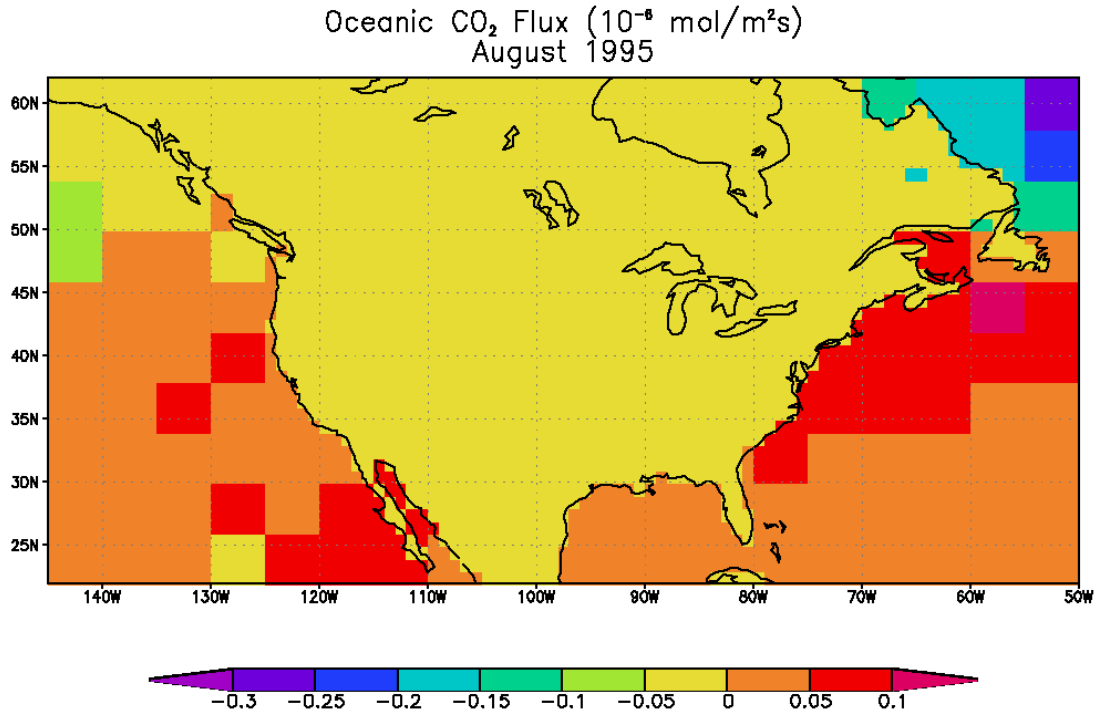 Oceanic CO₂ Flux (10⁻⁶ mol/m²s)
August 1995
60N
55N
50N
45N
40N
35N
30N
25N
140W 130W 120W 110W 100W 90W 80W 70W 60W 50W
-0.3 -0.25 -0.2 -0.15 -0.1 -0.05 0 0.05 0.1